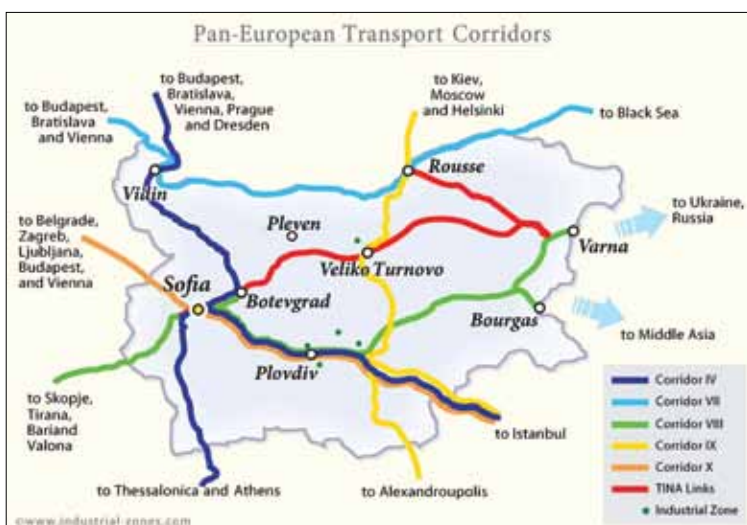 Pan-European Transport Corridors
to Budapest,
Bratislava,
Vienna, Prague
and Dresden
to Kiev,
Moscow
and Helsinki
to Budapest,
Bratislava
and Vienna
to Black Sea
Rousse
Vidin
to Ukraine,
Russia
to Belgrade,
Zagreb,
Ljubljana,
Budapest,
and Vienna
Pleven
Varna
Veliko Turnovo
Sofia
Botevgrad
Bourgas
to Middle Asia
Plovdiv
to Skopje,
Tirana,
Bariand
Valona
to Istanbul
to Thessalonica and Athens
to Alexandroupolis
Corridor IV
Corridor VII
Corridor VIII
Corridor IX
Corridor X
TINA Links
Industrial Zone
©www.industrial-zones.com